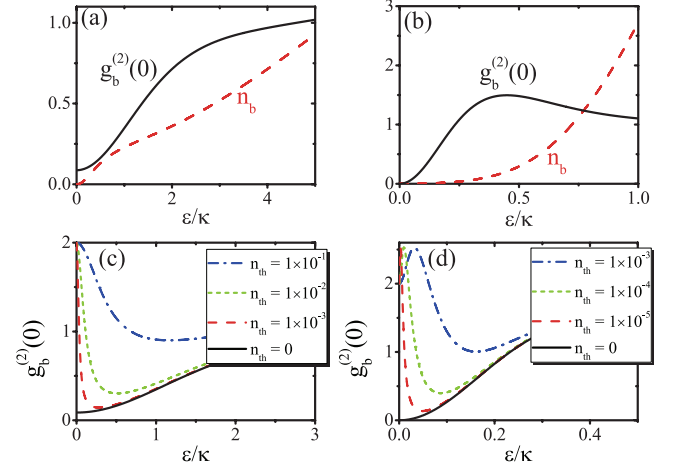 (a)
g_b^(2)(0)
n_b
1.0
0.5
0.0
0 2 4
ε/κ
(b)
g_b^(2)(0)
n_b
3
2
1
0
0.0 0.5 1.0
ε/κ
(c)
n_th = 1×10^-1
n_th = 1×10^-2
n_th = 1×10^-3
n_th = 0
g_b^(2)(0)
2
1
0
0 1 2 3
ε/κ
(d)
n_th = 1×10^-3
n_th = 1×10^-4
n_th = 1×10^-5
n_th = 0
g_b^(2)(0)
2
1
0
0.0 0.2 0.4
ε/κ